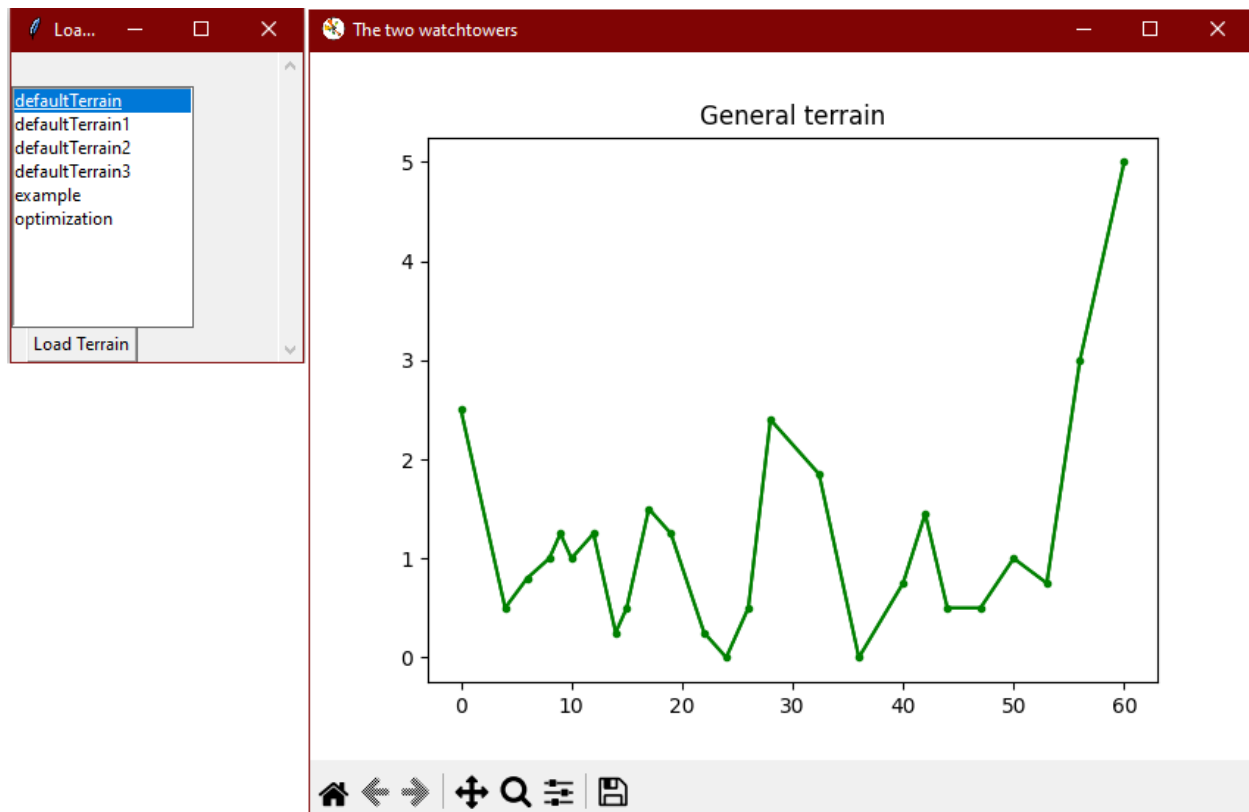 Loa...
defaultTerrain
defaultTerrain1
defaultTerrain2
defaultTerrain3
example
optimization
Load Terrain
The two watchtowers
General terrain
5
4
3
2
1
0
0 10 20 30 40 50 60